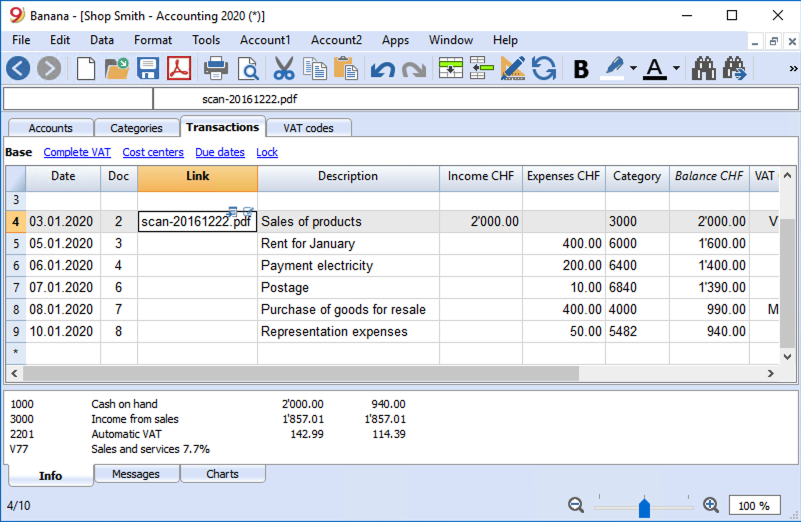 Banana - [Shop Smith - Accounting 2020 (*)]
File Edit Data Format Tools Account1 Account2 Apps Window Help
B A »
scan-20161222.pdf
Accounts Categories Transactions VAT codes
Base Complete VAT Cost centers Due dates Lock
Date Doc Link Description Income CHF Expenses CHF Category Balance CHF VAT
3
4 03.01.2020 2 scan-20161222.pdf Sales of products 2'000.00 3000 2'000.00 V
5 05.01.2020 3 Rent for January 400.00 6000 1'600.00
6 06.01.2020 4 Payment electricity 200.00 6400 1'400.00
7 07.01.2020 6 Postage 10.00 6840 1'390.00
8 08.01.2020 7 Purchase of goods for resale 400.00 4000 990.00 M
9 10.01.2020 8 Representation expenses 50.00 5482 940.00
*
1000 Cash on hand 2'000.00 940.00
3000 Income from sales 1'857.01 1'857.01
2201 Automatic VAT 142.99 114.39
V77 Sales and services 7.7%
Info Messages Charts
4/10 100 %